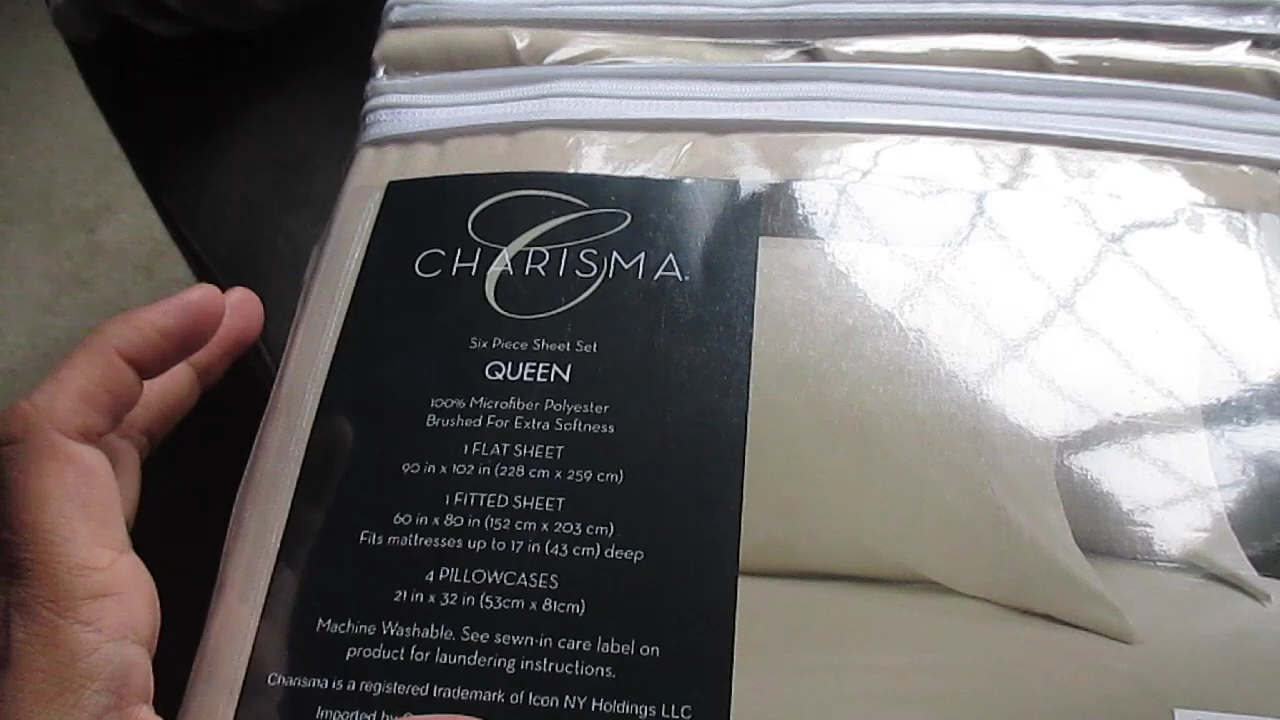 CHARISMA
Six Piece Sheet Set
QUEEN
100% Microfiber Polyester
Brushed For Extra Softness
1 FLAT SHEET
90 in x 102 in (228 cm x 259 cm)
1 FITTED SHEET
60 in x 80 in (152 cm x 203 cm)
Fits mattresses up to 17 in (43 cm) deep
4 PILLOWCASES
21 in x 32 in (53cm x 81cm)
Machine Washable. See sewn-in care label on
product for laundering instructions.
Charisma is a registered trademark of Icon NY Holdings LLC
Imported by